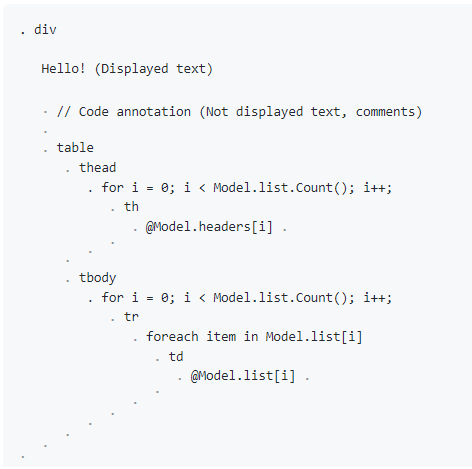 . div
Hello! (Displayed text)
. // Code annotation (Not displayed text, comments)
.
. table
. thead
. for i = 0; i < Model.list.Count(); i++;
. th
. @Model.headers[i] .
.
.
.
. tbody
. for i = 0; i < Model.list.Count(); i++;
. tr
. foreach item in Model.list[i]
. td
. @Model.list[i] .
.
.
.
.
.
.
.